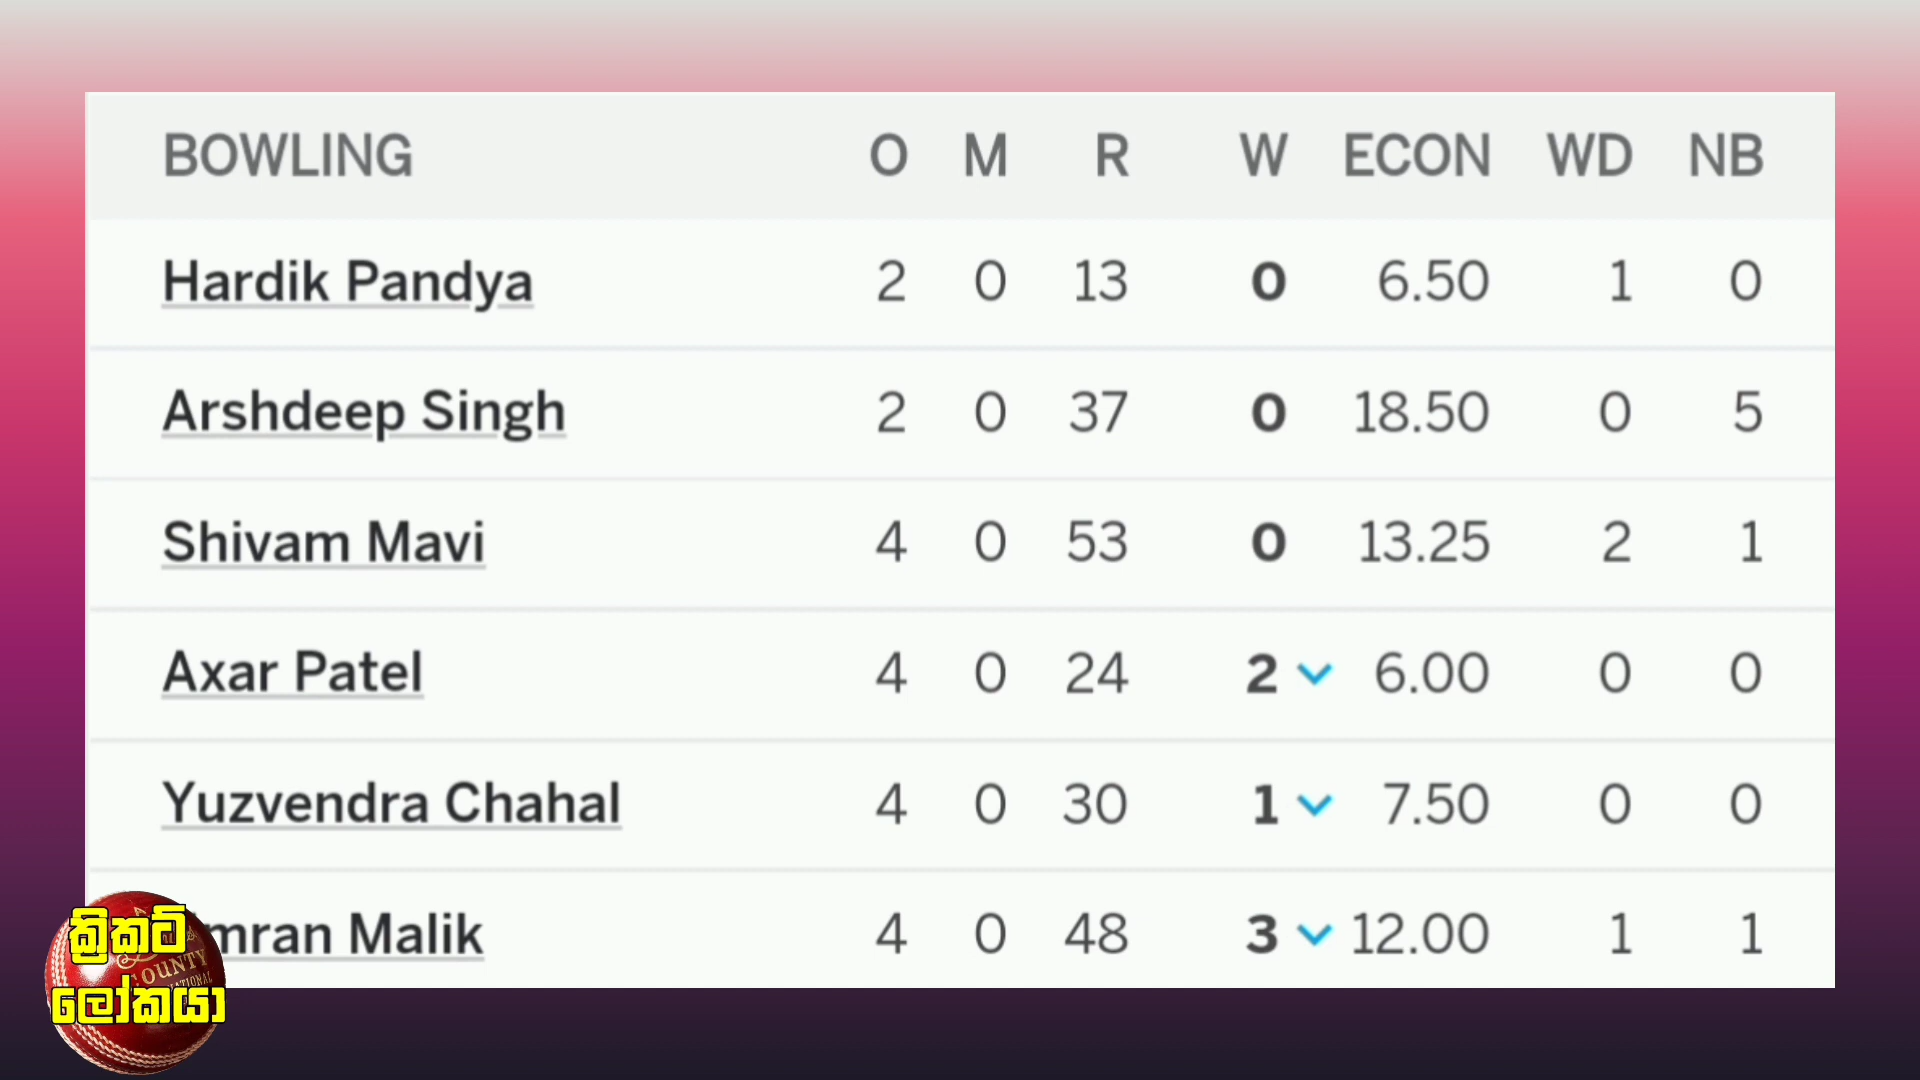 BOWLING O M R W ECON WD NB
Hardik Pandya 2 0 13 0 6.50 1 0
Arshdeep Singh 2 0 37 0 18.50 0 5
Shivam Mavi 4 0 53 0 13.25 2 1
Axar Patel 4 0 24 2 6.00 0 0
Yuzvendra Chahal 4 0 30 1 7.50 0 0
mran Malik 4 0 48 3 12.00 1 1
ක්‍රිකට්
COUNTY
ලෝකයා